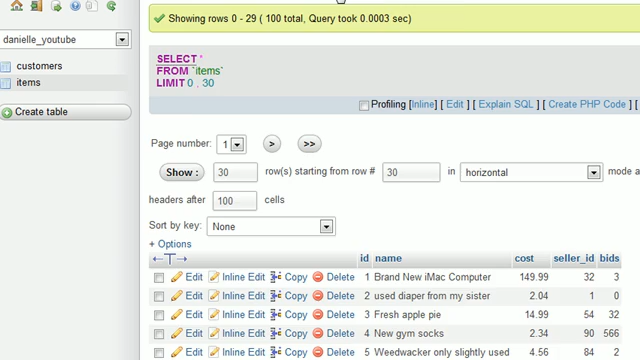 Showing rows 0 - 29 ( 100 total, Query took 0.0003 sec)
danielle_youtube
customers
items
Create table
SELECT *
FROM `items`
LIMIT 0 , 30
Profiling [Inline] [ Edit ] [ Explain SQL ] [ Create PHP Code ] [
Page number: 1 > >>
Show : 30 row(s) starting from row # 30 in horizontal mode a
headers after 100 cells
Sort by key: None
+ Options
←T→ id name cost seller_id bids
Edit Inline Edit Copy Delete 1 Brand New iMac Computer 149.99 32 3
Edit Inline Edit Copy Delete 2 used diaper from my sister 2.04 1 0
Edit Inline Edit Copy Delete 3 Fresh apple pie 14.99 54 32
Edit Inline Edit Copy Delete 4 New gym socks 2.34 90 566
Edit Inline Edit Copy Delete 5 Weedwacker only slightly used 4.56 84 2